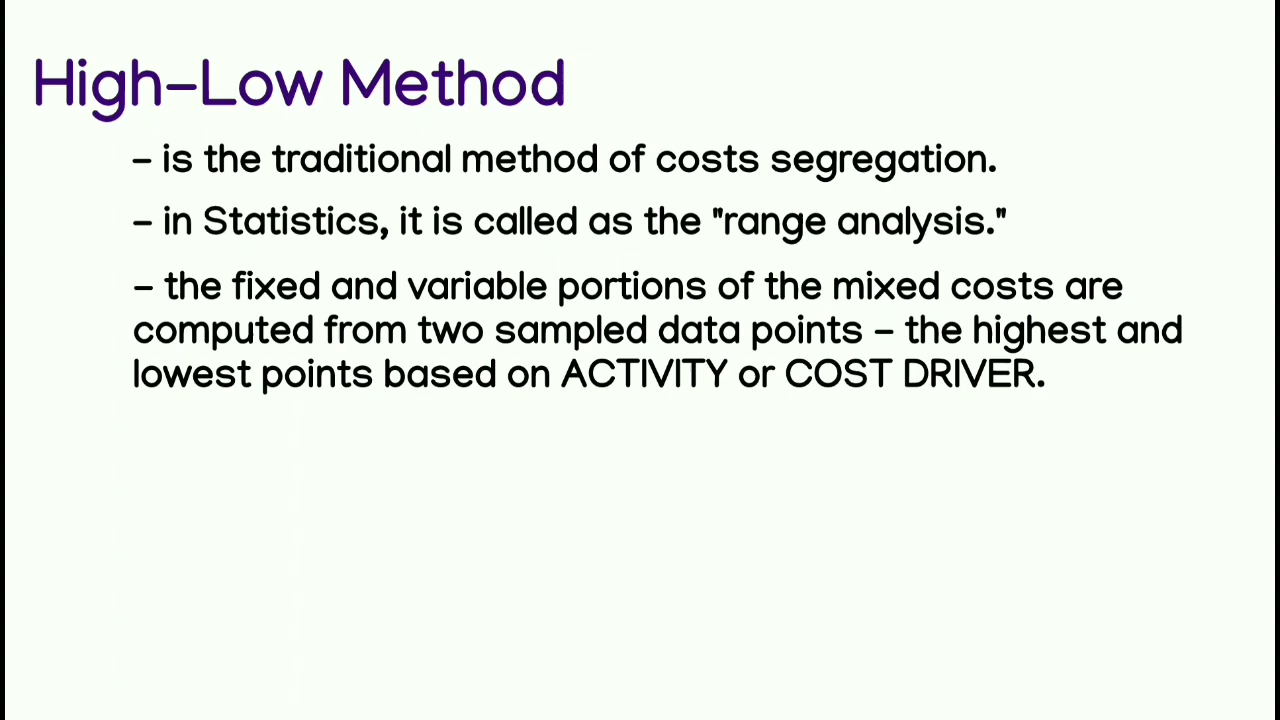 High-Low Method
- is the traditional method of costs segregation.
- in Statistics, it is called as the "range analysis."
- the fixed and variable portions of the mixed costs are
computed from two sampled data points - the highest and
lowest points based on ACTIVITY or COST DRIVER.